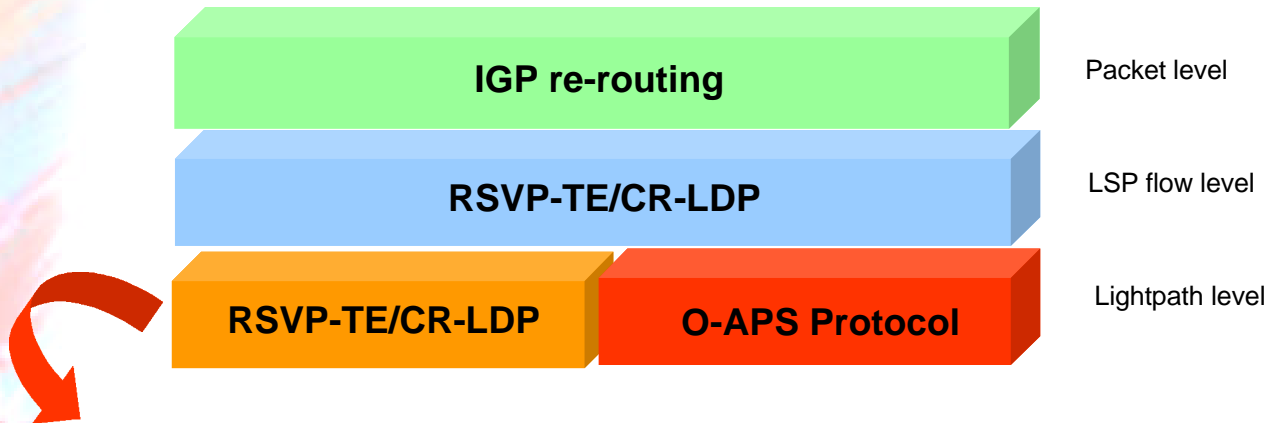 IGP re-routing
Packet level
RSVP-TE/CR-LDP
LSP flow level
RSVP-TE/CR-LDP
O-APS Protocol
Lightpath level